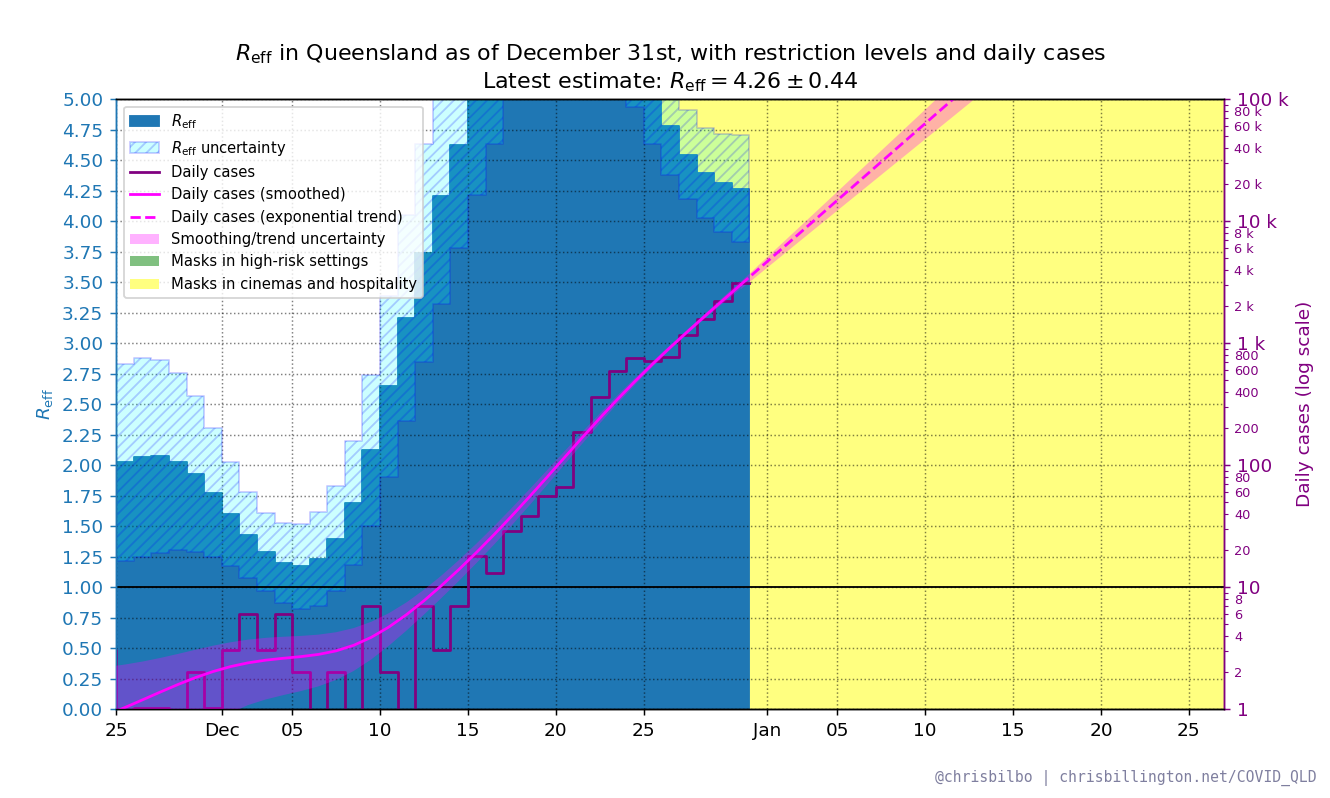 R_eff in Queensland as of December 31st, with restriction levels and daily cases
Latest estimate: R_eff = 4.26 ± 0.44
R_eff
R_eff uncertainty
Daily cases
Daily cases (smoothed)
Daily cases (exponential trend)
Smoothing/trend uncertainty
Masks in high-risk settings
Masks in cinemas and hospitality
5.00
4.75
4.50
4.25
4.00
3.75
3.50
3.25
3.00
2.75
2.50
2.25
2.00
1.75
1.50
1.25
1.00
0.75
0.50
0.25
0.00
R_eff
100 k
80 k
60 k
40 k
20 k
10 k
8 k
6 k
4 k
2 k
1 k
800
600
400
200
100
80
60
40
20
10
8
6
4
2
1
Daily cases (log scale)
25 Dec 05 10 15 20 25 Jan 05 10 15 20 25
@chrisbilbo | chrisbillington.net/COVID_QLD